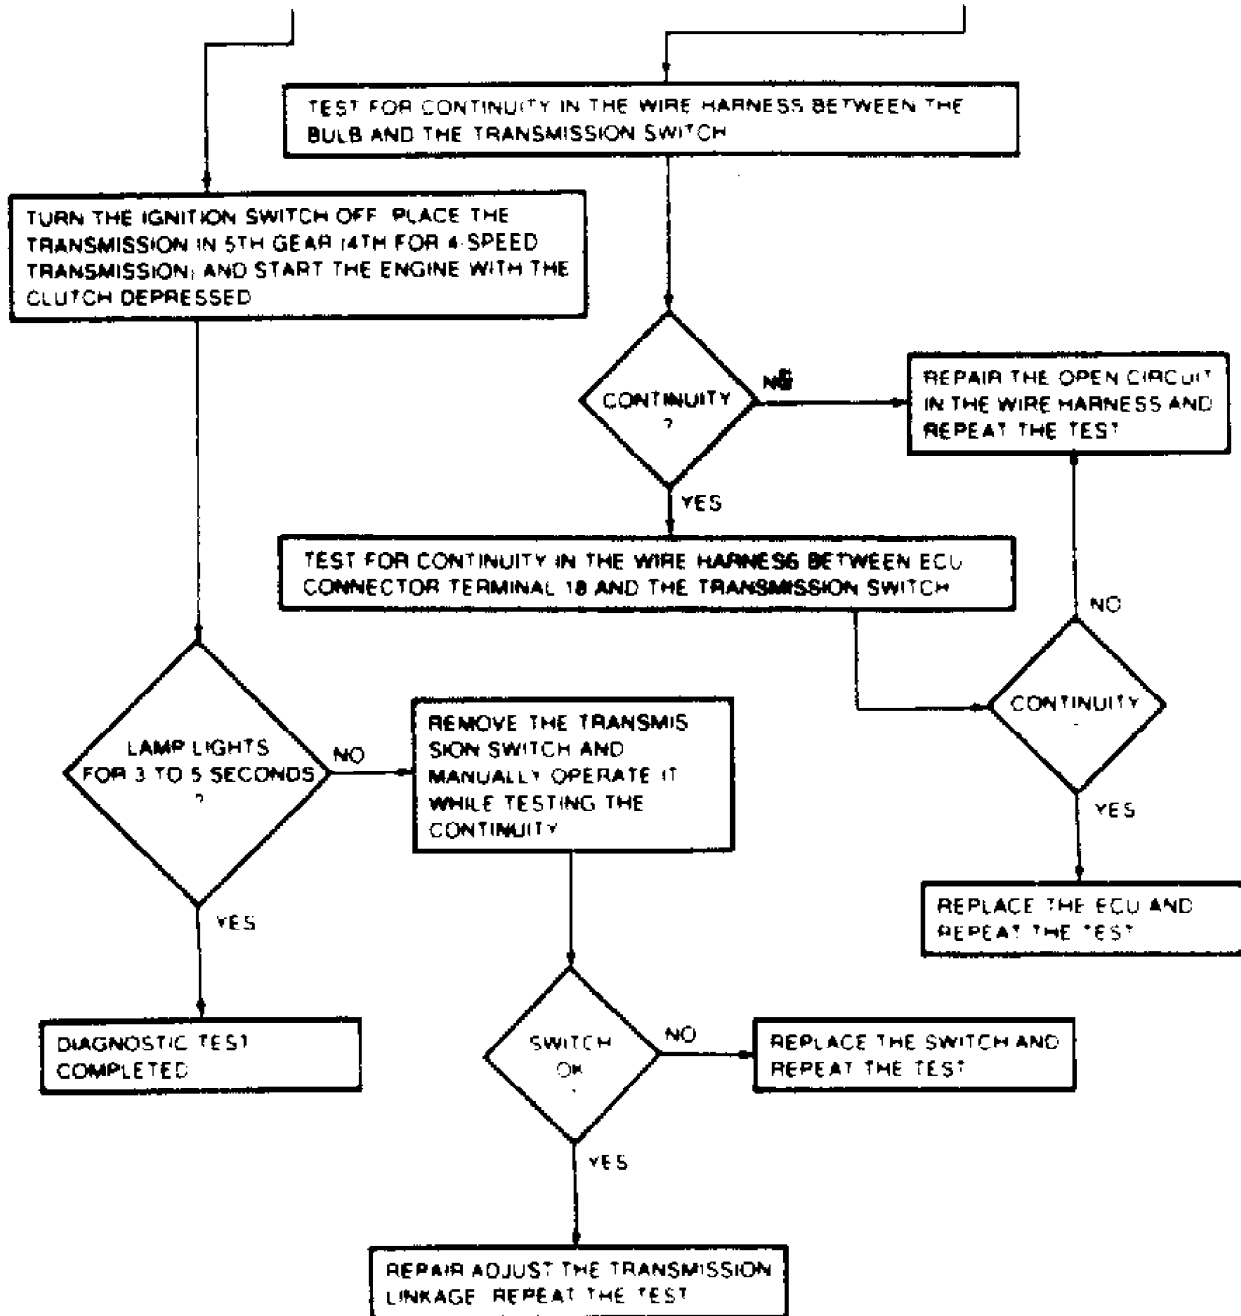 TEST FOR CONTINUITY IN THE WIRE HARNESS BETWEEN THE
BULB AND THE TRANSMISSION SWITCH
TURN THE IGNITION SWITCH OFF PLACE THE
TRANSMISSION IN 5TH GEAR (4TH FOR 4-SPEED
TRANSMISSION) AND START THE ENGINE WITH THE
CLUTCH DEPRESSED
CONTINUITY
?
NO
REPAIR THE OPEN CIRCUIT
IN THE WIRE HARNESS AND
REPEAT THE TEST
YES
TEST FOR CONTINUITY IN THE WIRE HARNESS BETWEEN ECU
CONNECTOR TERMINAL 18 AND THE TRANSMISSION SWITCH
NO
CONTINUITY
YES
REPLACE THE ECU AND
REPEAT THE TEST
LAMP LIGHTS
FOR 3 TO 5 SECONDS
?
NO
REMOVE THE TRANSMIS
SION SWITCH AND
MANUALLY OPERATE IT
WHILE TESTING THE
CONTINUITY
YES
DIAGNOSTIC TEST
COMPLETED
SWITCH
OK
NO
REPLACE THE SWITCH AND
REPEAT THE TEST
YES
REPAIR ADJUST THE TRANSMISSION
LINKAGE REPEAT THE TEST